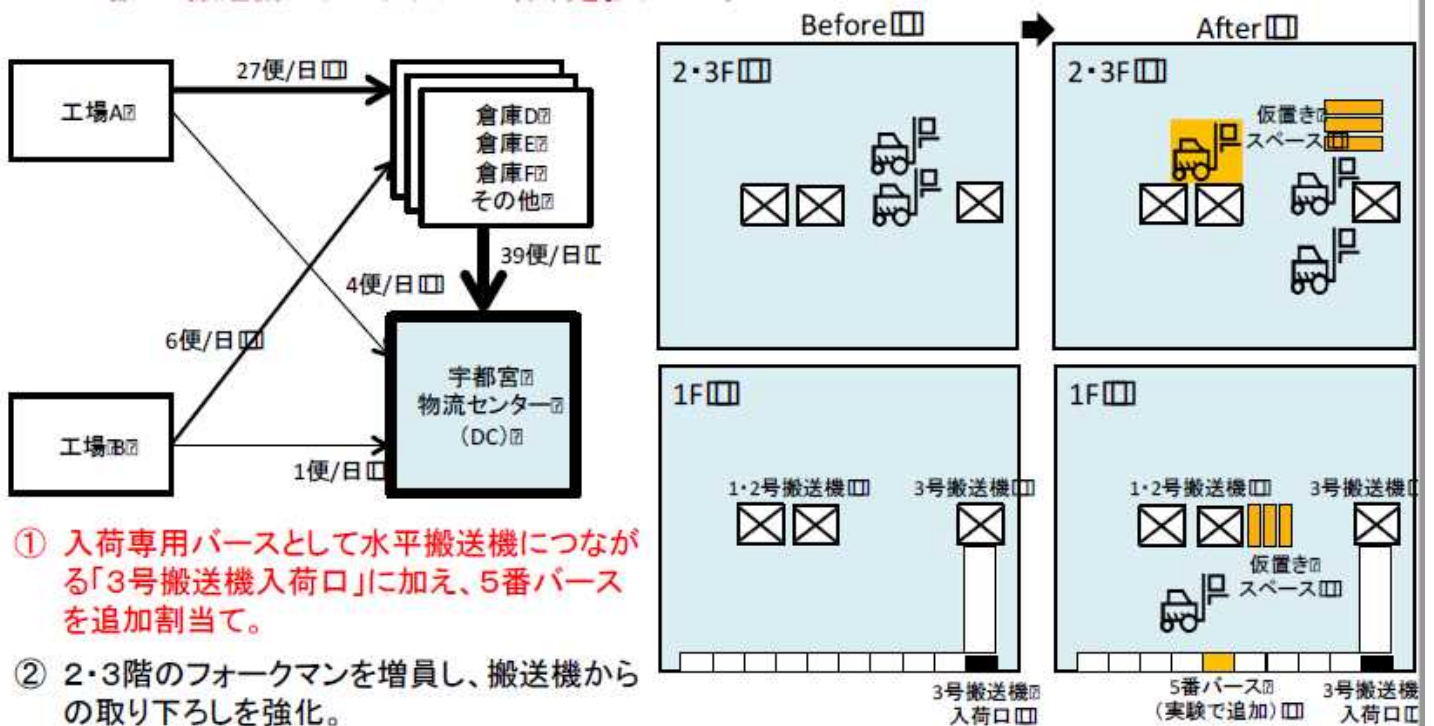 Before
After
27便/日
工場A
倉庫D
倉庫E
倉庫F
その他
39便/日
4便/日
6便/日
宇都宮
物流センター
(DC)
工場B
1便/日
2・3F
2・3F
仮置き
スペース
1F
1F
1・2号搬送機
3号搬送機
1・2号搬送機
3号搬送機
仮置き
スペース
3号搬送機
入荷口
5番バース
(実験で追加)
3号搬送機
入荷口
① 入荷専用バースとして水平搬送機につなが
る「3号搬送機入荷口」に加え、5番バース
を追加割当て。
② 2・3階のフォークマンを増員し、搬送機から
の取り下ろしを強化。